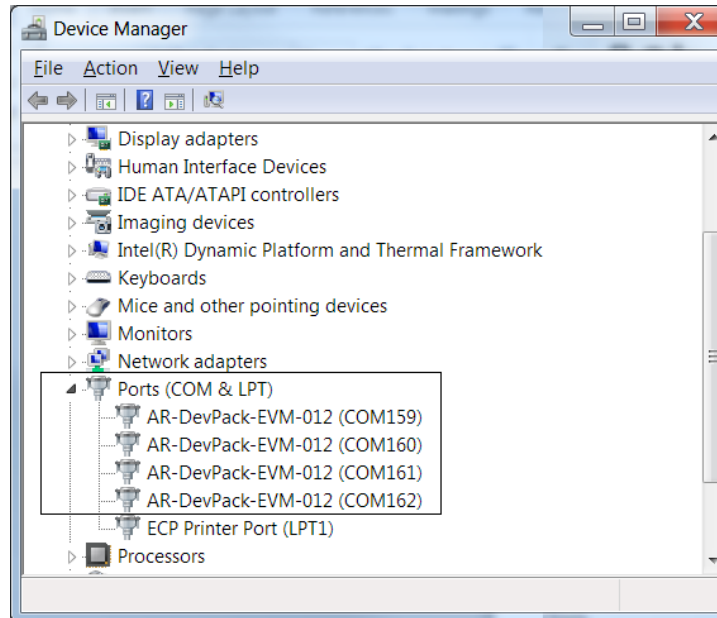 Device Manager
File Action View Help
Display adapters
Human Interface Devices
IDE ATA/ATAPI controllers
Imaging devices
Intel(R) Dynamic Platform and Thermal Framework
Keyboards
Mice and other pointing devices
Monitors
Network adapters
Ports (COM & LPT)
AR-DevPack-EVM-012 (COM159)
AR-DevPack-EVM-012 (COM160)
AR-DevPack-EVM-012 (COM161)
AR-DevPack-EVM-012 (COM162)
ECP Printer Port (LPT1)
Processors